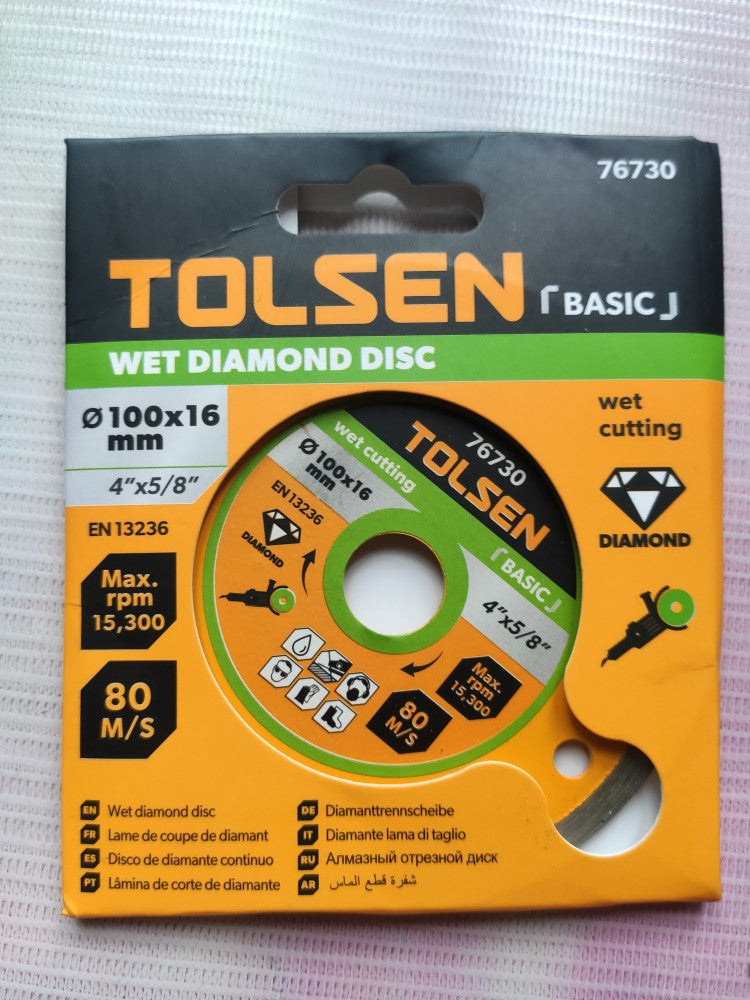 76730
TOLSEN
「BASIC」
WET DIAMOND DISC
Ø 100x16
mm
4"x5/8"
EN 13236
Max.
rpm
15,300
80
M/S
wet
cutting
DIAMOND
wet cutting
76730
TOLSEN
「BASIC」
Ø 100x16
mm
4"x5/8"
EN 13236
DIAMOND
Max.
rpm
15,300
80
M/S
EN Wet diamond disc
FR Lame de coupe de diamant
ES Disco de diamante continuo
PT Lâmina de corte de diamante
DE Diamanttrennscheibe
IT Diamante lama di taglio
RU Алмазный отрезной диск
AR شفرة قطع الماس